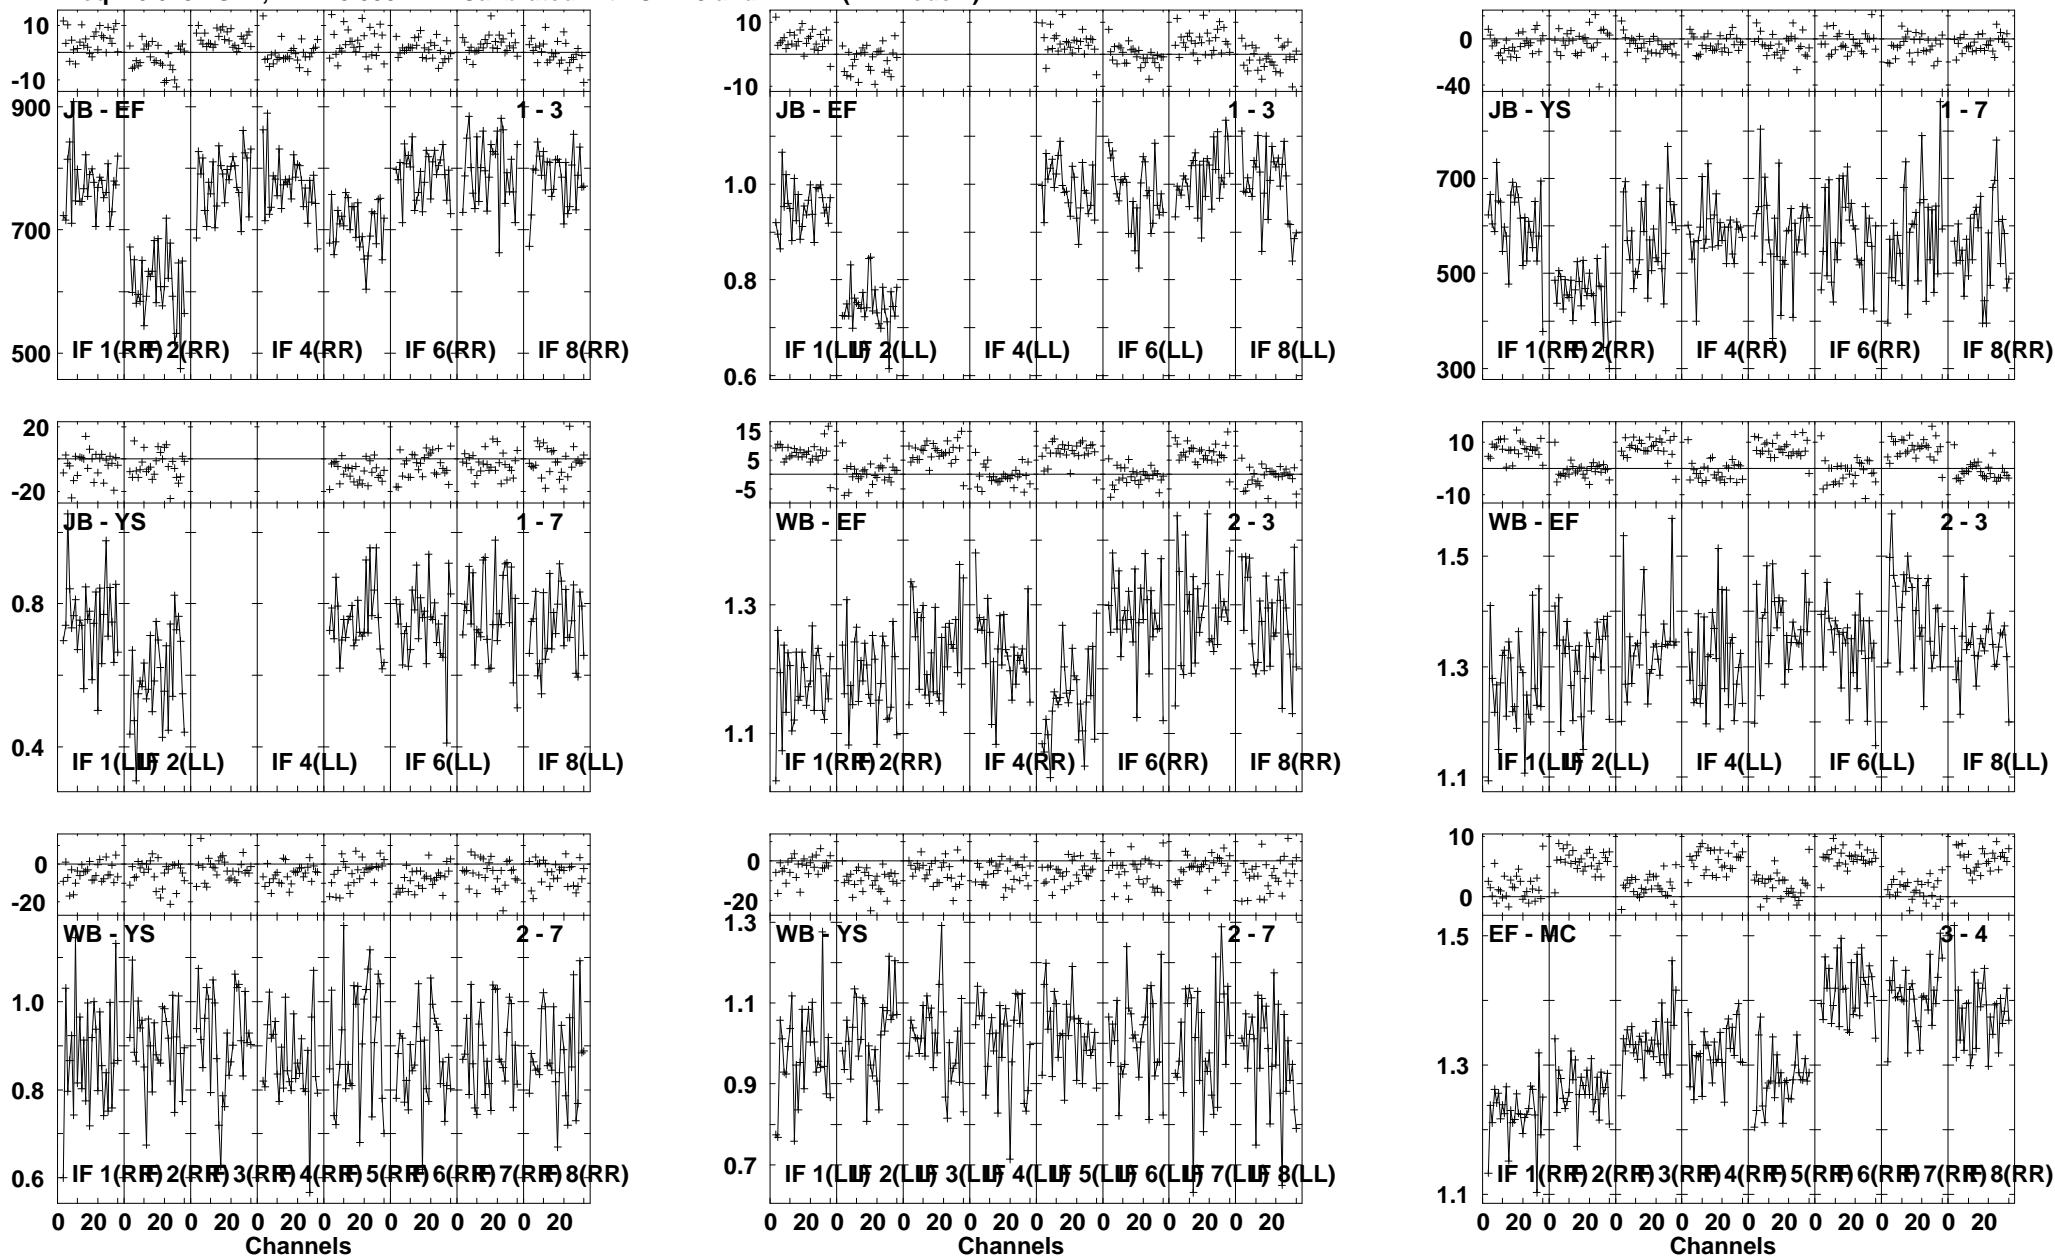 10
-10
900
700
500
JB - EF
1 - 3
IF 1(RR)
IF 2(RR)
IF 4(RR)
IF 6(RR)
IF 8(RR)
10
-10
1.0
0.8
0.6
JB - EF
1 - 3
IF 1(LL)
IF 2(LL)
IF 4(LL)
IF 6(LL)
IF 8(LL)
0
-40
700
500
300
JB - YS
1 - 7
IF 1(RR)
IF 2(RR)
IF 4(RR)
IF 6(RR)
IF 8(RR)
20
-20
0.8
0.4
JB - YS
1 - 7
IF 1(LL)
IF 2(LL)
IF 4(LL)
IF 6(LL)
IF 8(LL)
15
5
-5
1.3
1.1
WB - EF
2 - 3
IF 1(RR)
IF 2(RR)
IF 4(RR)
IF 6(RR)
IF 8(RR)
10
-10
1.5
1.3
1.1
WB - EF
2 - 3
IF 1(LL)
IF 2(LL)
IF 4(LL)
IF 6(LL)
IF 8(LL)
0
-20
1.0
0.8
0.6
WB - YS
2 - 7
IF 1(RR)
IF 2(RR)
IF 3(RR)
IF 4(RR)
IF 5(RR)
IF 6(RR)
IF 7(RR)
IF 8(RR)
0 20 0 20 0 20 0 20 0 20 0 20 0 20 0 20
Channels
0
-20
1.3
1.1
0.9
0.7
WB - YS
2 - 7
IF 1(LL)
IF 2(LL)
IF 3(LL)
IF 4(LL)
IF 5(LL)
IF 6(LL)
IF 7(LL)
IF 8(LL)
0 20 0 20 0 20 0 20 0 20 0 20 0 20 0 20
Channels
10
0
1.5
1.3
1.1
EF - MC
3 - 4
IF 1(RR)
IF 2(RR)
IF 3(RR)
IF 4(RR)
IF 5(RR)
IF 6(RR)
IF 7(RR)
IF 8(RR)
0 20 0 20 0 20 0 20 0 20 0 20 0 20 0 20
Channels